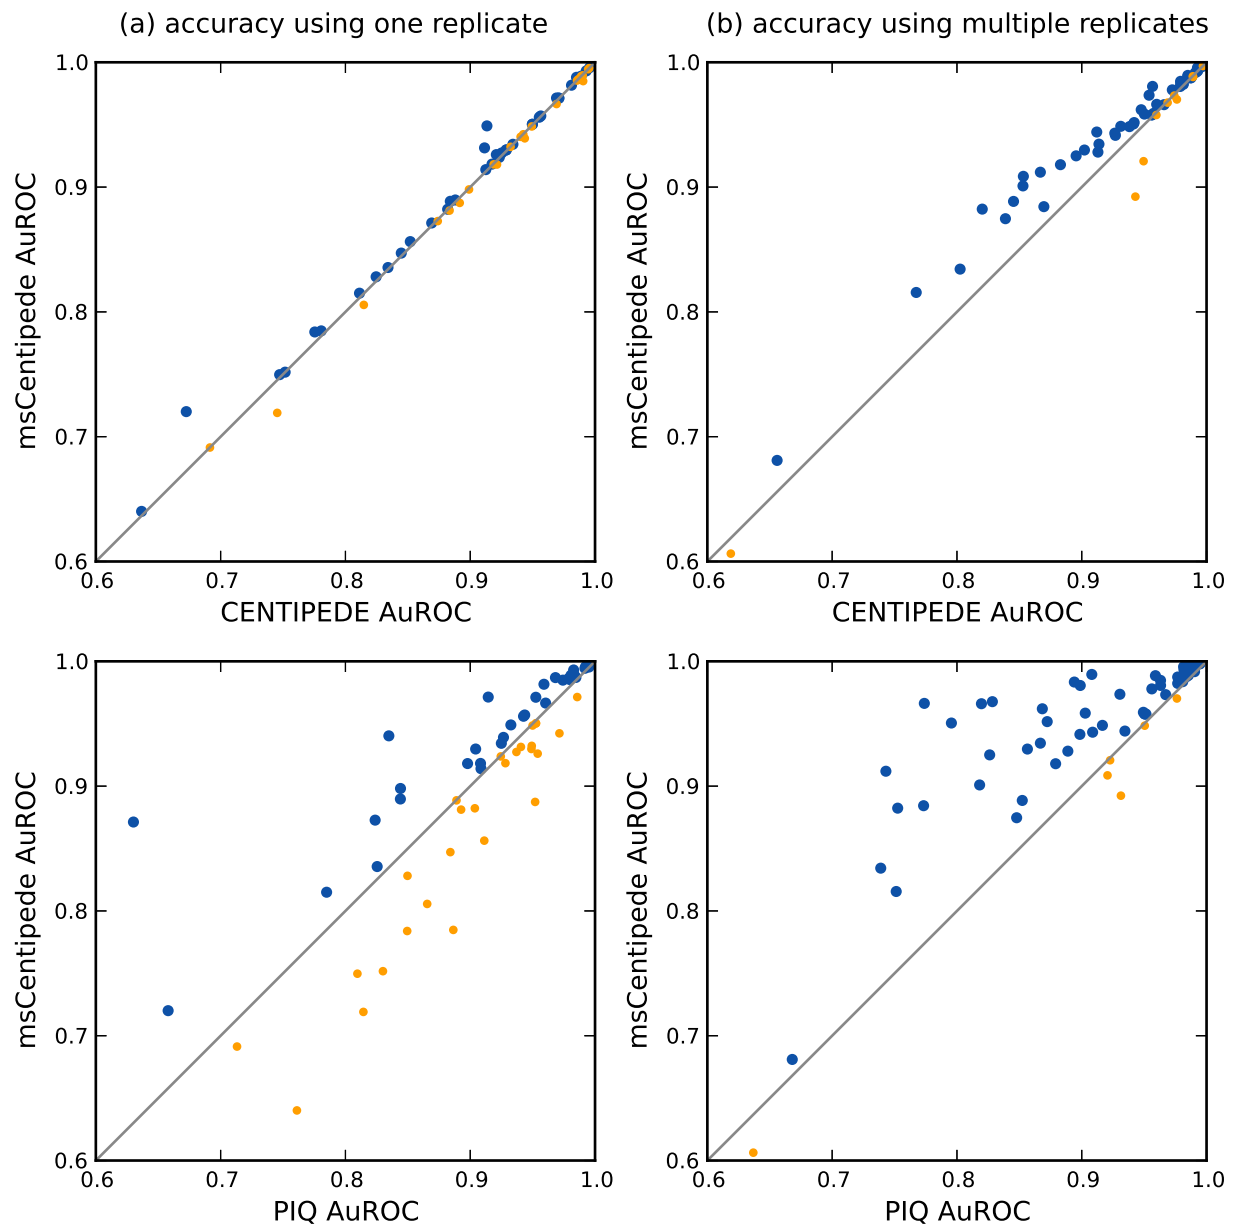 (a) accuracy using one replicate
(b) accuracy using multiple replicates
1.0
0.9
0.8
0.7
0.6
msCentipede AuROC
0.6 0.7 0.8 0.9 1.0
CENTIPEDE AuROC
1.0
0.9
0.8
0.7
0.6
msCentipede AuROC
0.6 0.7 0.8 0.9 1.0
CENTIPEDE AuROC
1.0
0.9
0.8
0.7
0.6
msCentipede AuROC
0.6 0.7 0.8 0.9 1.0
PIQ AuROC
1.0
0.9
0.8
0.7
0.6
msCentipede AuROC
0.6 0.7 0.8 0.9 1.0
PIQ AuROC